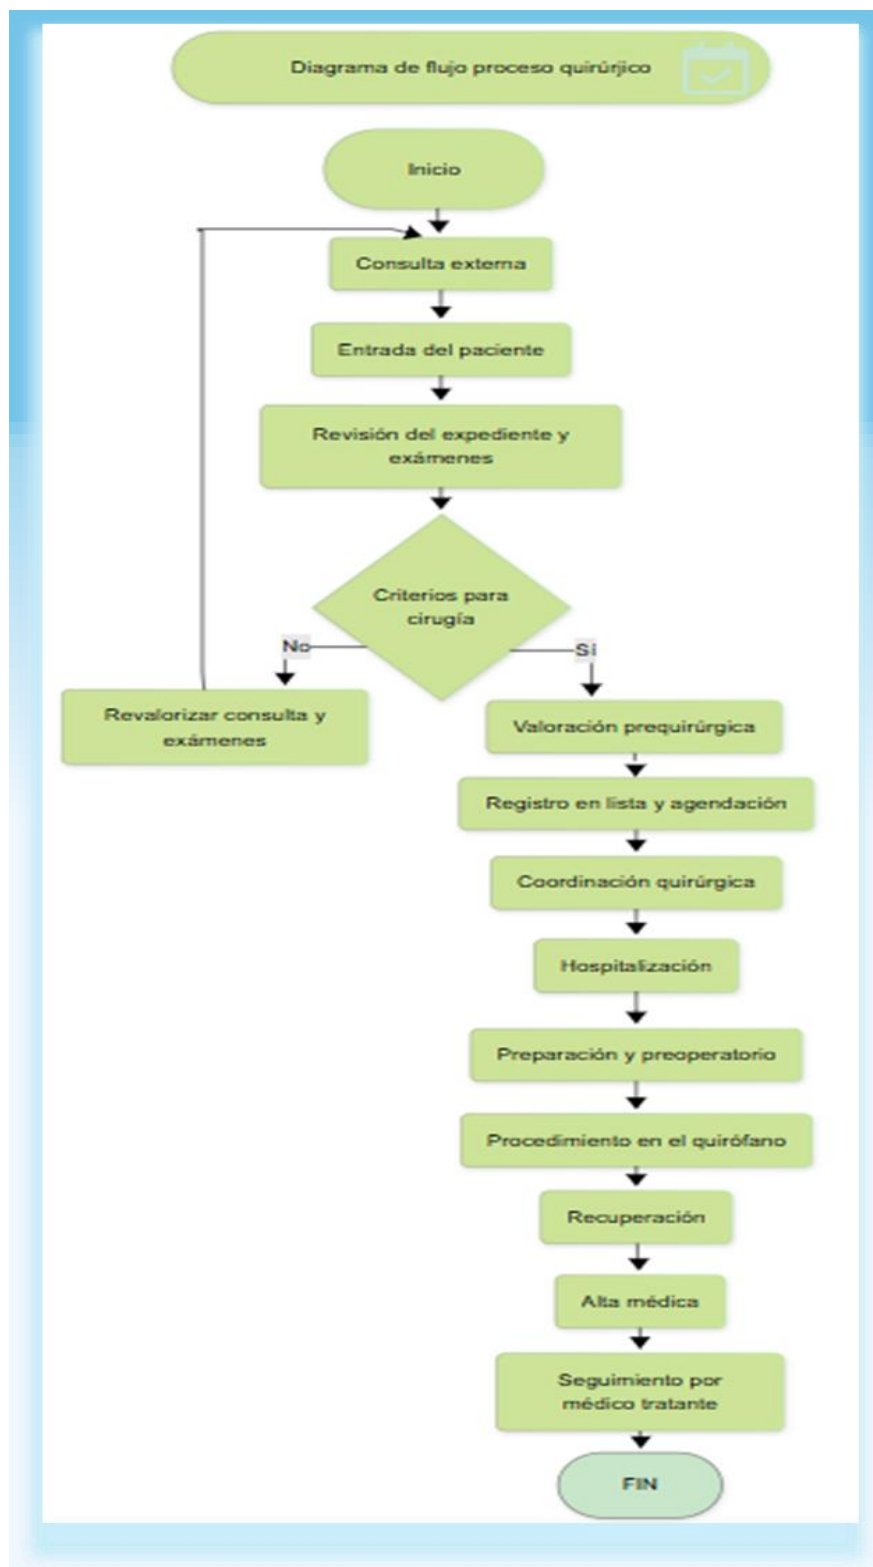 Diagrama de flujo proceso quirúrjico
Inicio
Consulta externa
Entrada del paciente
Revisión del expediente y
exámenes
Criterios para
cirugía
No
Si
Revalorizar consulta y
exámenes
Valoración prequirúrgica
Registro en lista y agendación
Coordinación quirúrgica
Hospitalización
Preparación y preoperatorio
Procedimiento en el quirófano
Recuperación
Alta médica
Seguimiento por
médico tratante
FIN